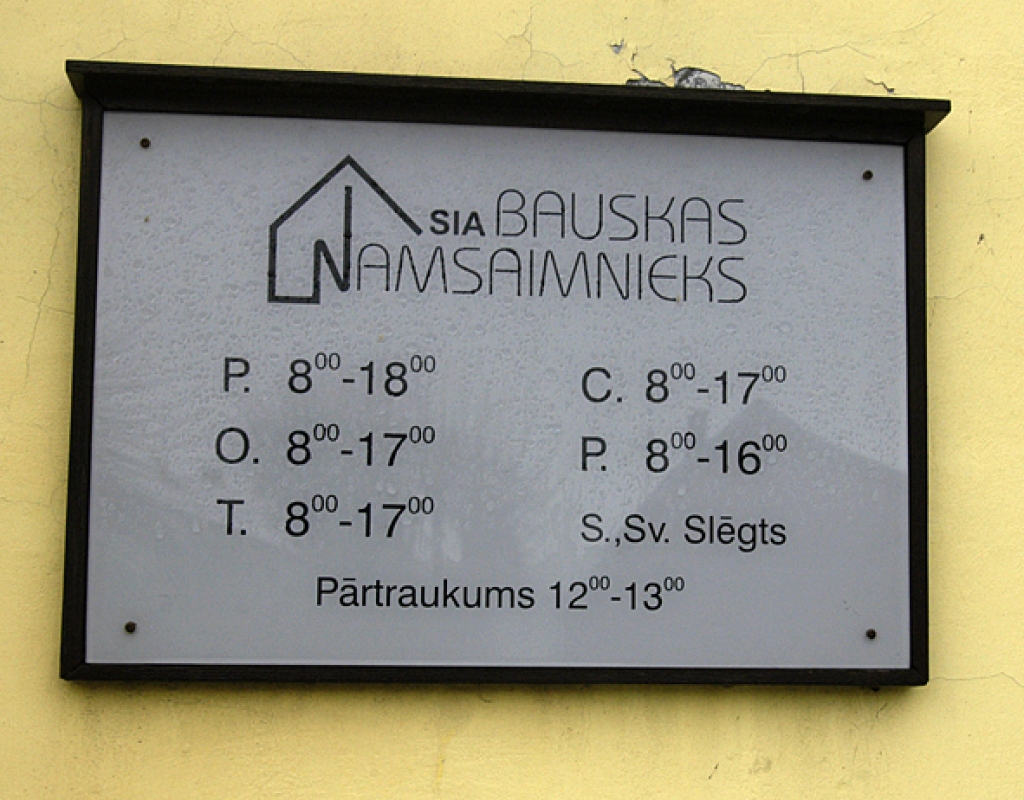 SIA BAUSKAS
NAMSAIMNIEKS
P. 8⁰⁰-18⁰⁰
O. 8⁰⁰-17⁰⁰
T. 8⁰⁰-17⁰⁰
C. 8⁰⁰-17⁰⁰
P. 8⁰⁰-16⁰⁰
S.,Sv. Slēgts
Pārtraukums 12⁰⁰-13⁰⁰